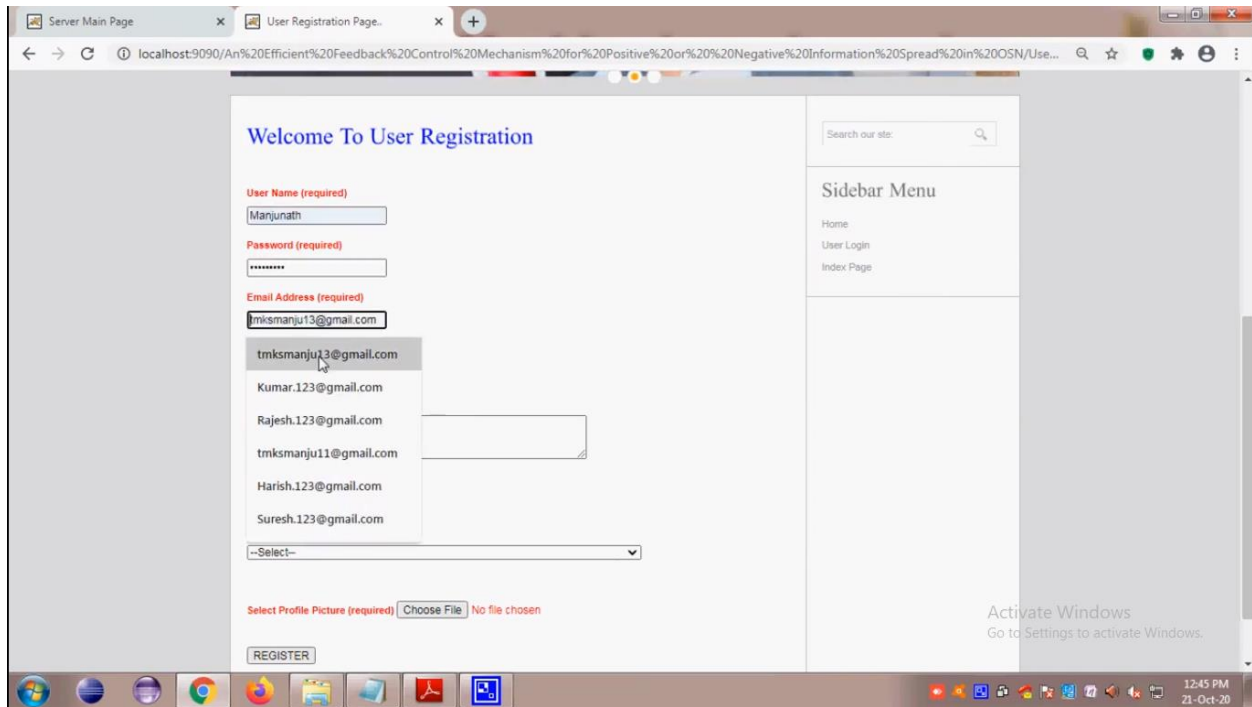 Server Main Page
User Registration Page..
localhost:9090/An%20Efficient%20Feedback%20Control%20Mechanism%20for%20Positive%20or%20%20Negative%20Information%20Spread%20in%20OSN/Use...
Welcome To User Registration
User Name (required)
Manjunath
Password (required)
Email Address (required)
tmksmanju13@gmail.com
tmksmanju13@gmail.com
Kumar.123@gmail.com
Rajesh.123@gmail.com
tmksmanju11@gmail.com
Harish.123@gmail.com
Suresh.123@gmail.com
--Select--
Select Profile Picture (required) Choose File No file chosen
REGISTER
Search our site:
Sidebar Menu
Home
User Login
Index Page
Activate Windows
Go to Settings to activate Windows.
12:45 PM
21-Oct-20